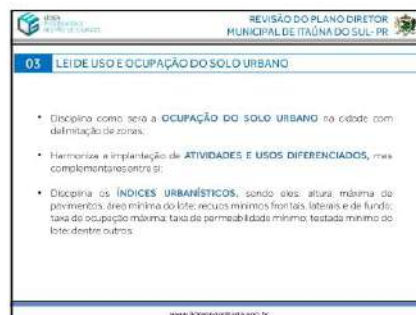 REVISÃO DO PLANO DIRETOR
MUNICIPAL DE ITAÚNA DO SUL- PR
03 LEI DE USO E OCUPAÇÃO DO SOLO URBANO
• Disciplina como será a OCUPAÇÃO DO SOLO URBANO na cidade com
delimitação de zonas;
• Harmoniza a implantação de ATIVIDADES E USOS DIFERENCIADOS, mas
complementares entre si;
• Disciplina os ÍNDICES URBANÍSTICOS, sendo eles: altura máxima de
pavimentos; área mínima do lote; recuos mínimos frontais, laterais e de fundo;
taxa de ocupação máxima; taxa de permeabilidade mínimo; testada mínimo do
lote; dentre outros.